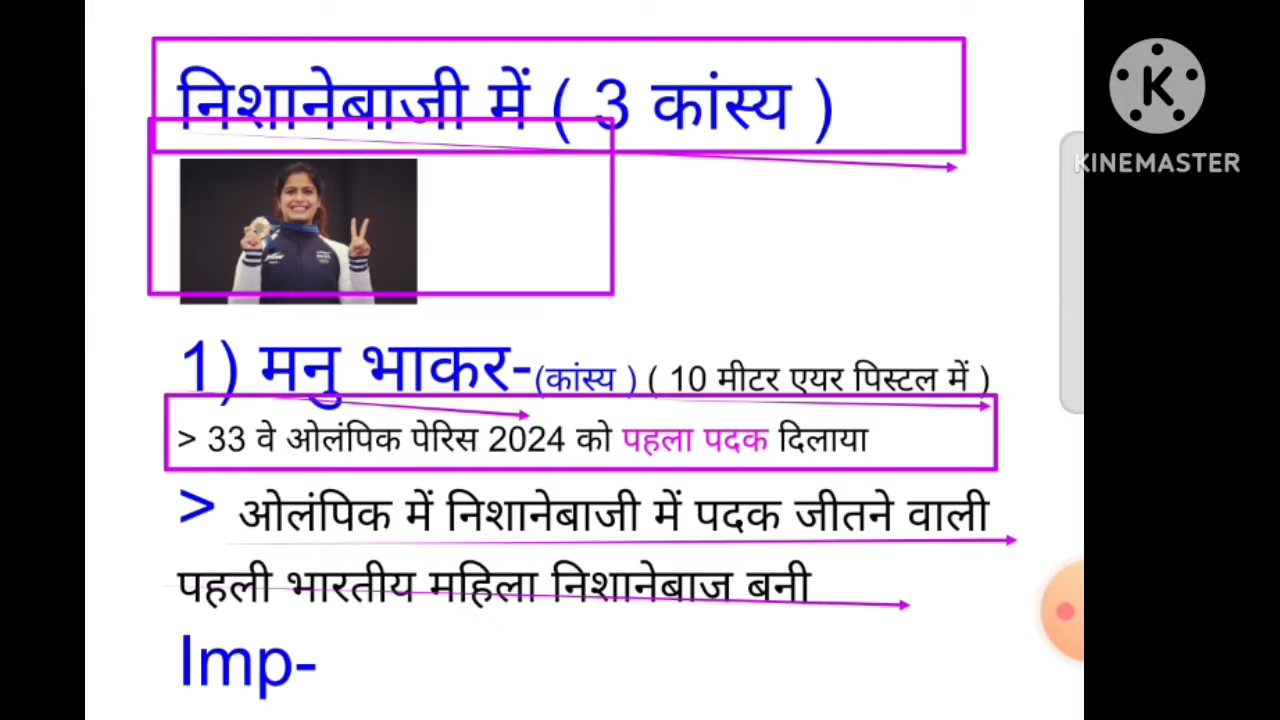 निशानेबाजी में ( 3 कांस्य )
KINEMASTER
1) मनु भाकर-(कांस्य ) ( 10 मीटर एयर पिस्टल में )
> 33 वे ओलंपिक पेरिस 2024 को पहला पदक दिलाया
> ओलंपिक में निशानेबाजी में पदक जीतने वाली
पहली भारतीय महिला निशानेबाज बनी
Imp-